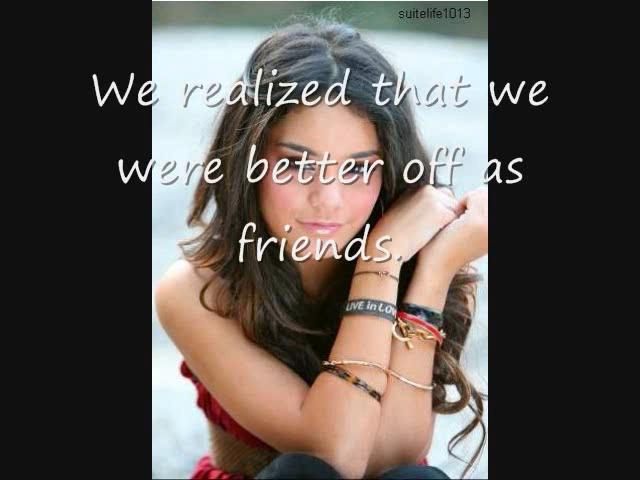 suitelife1013
We realized that we
were better off as
friends.
LIVE in LOVE